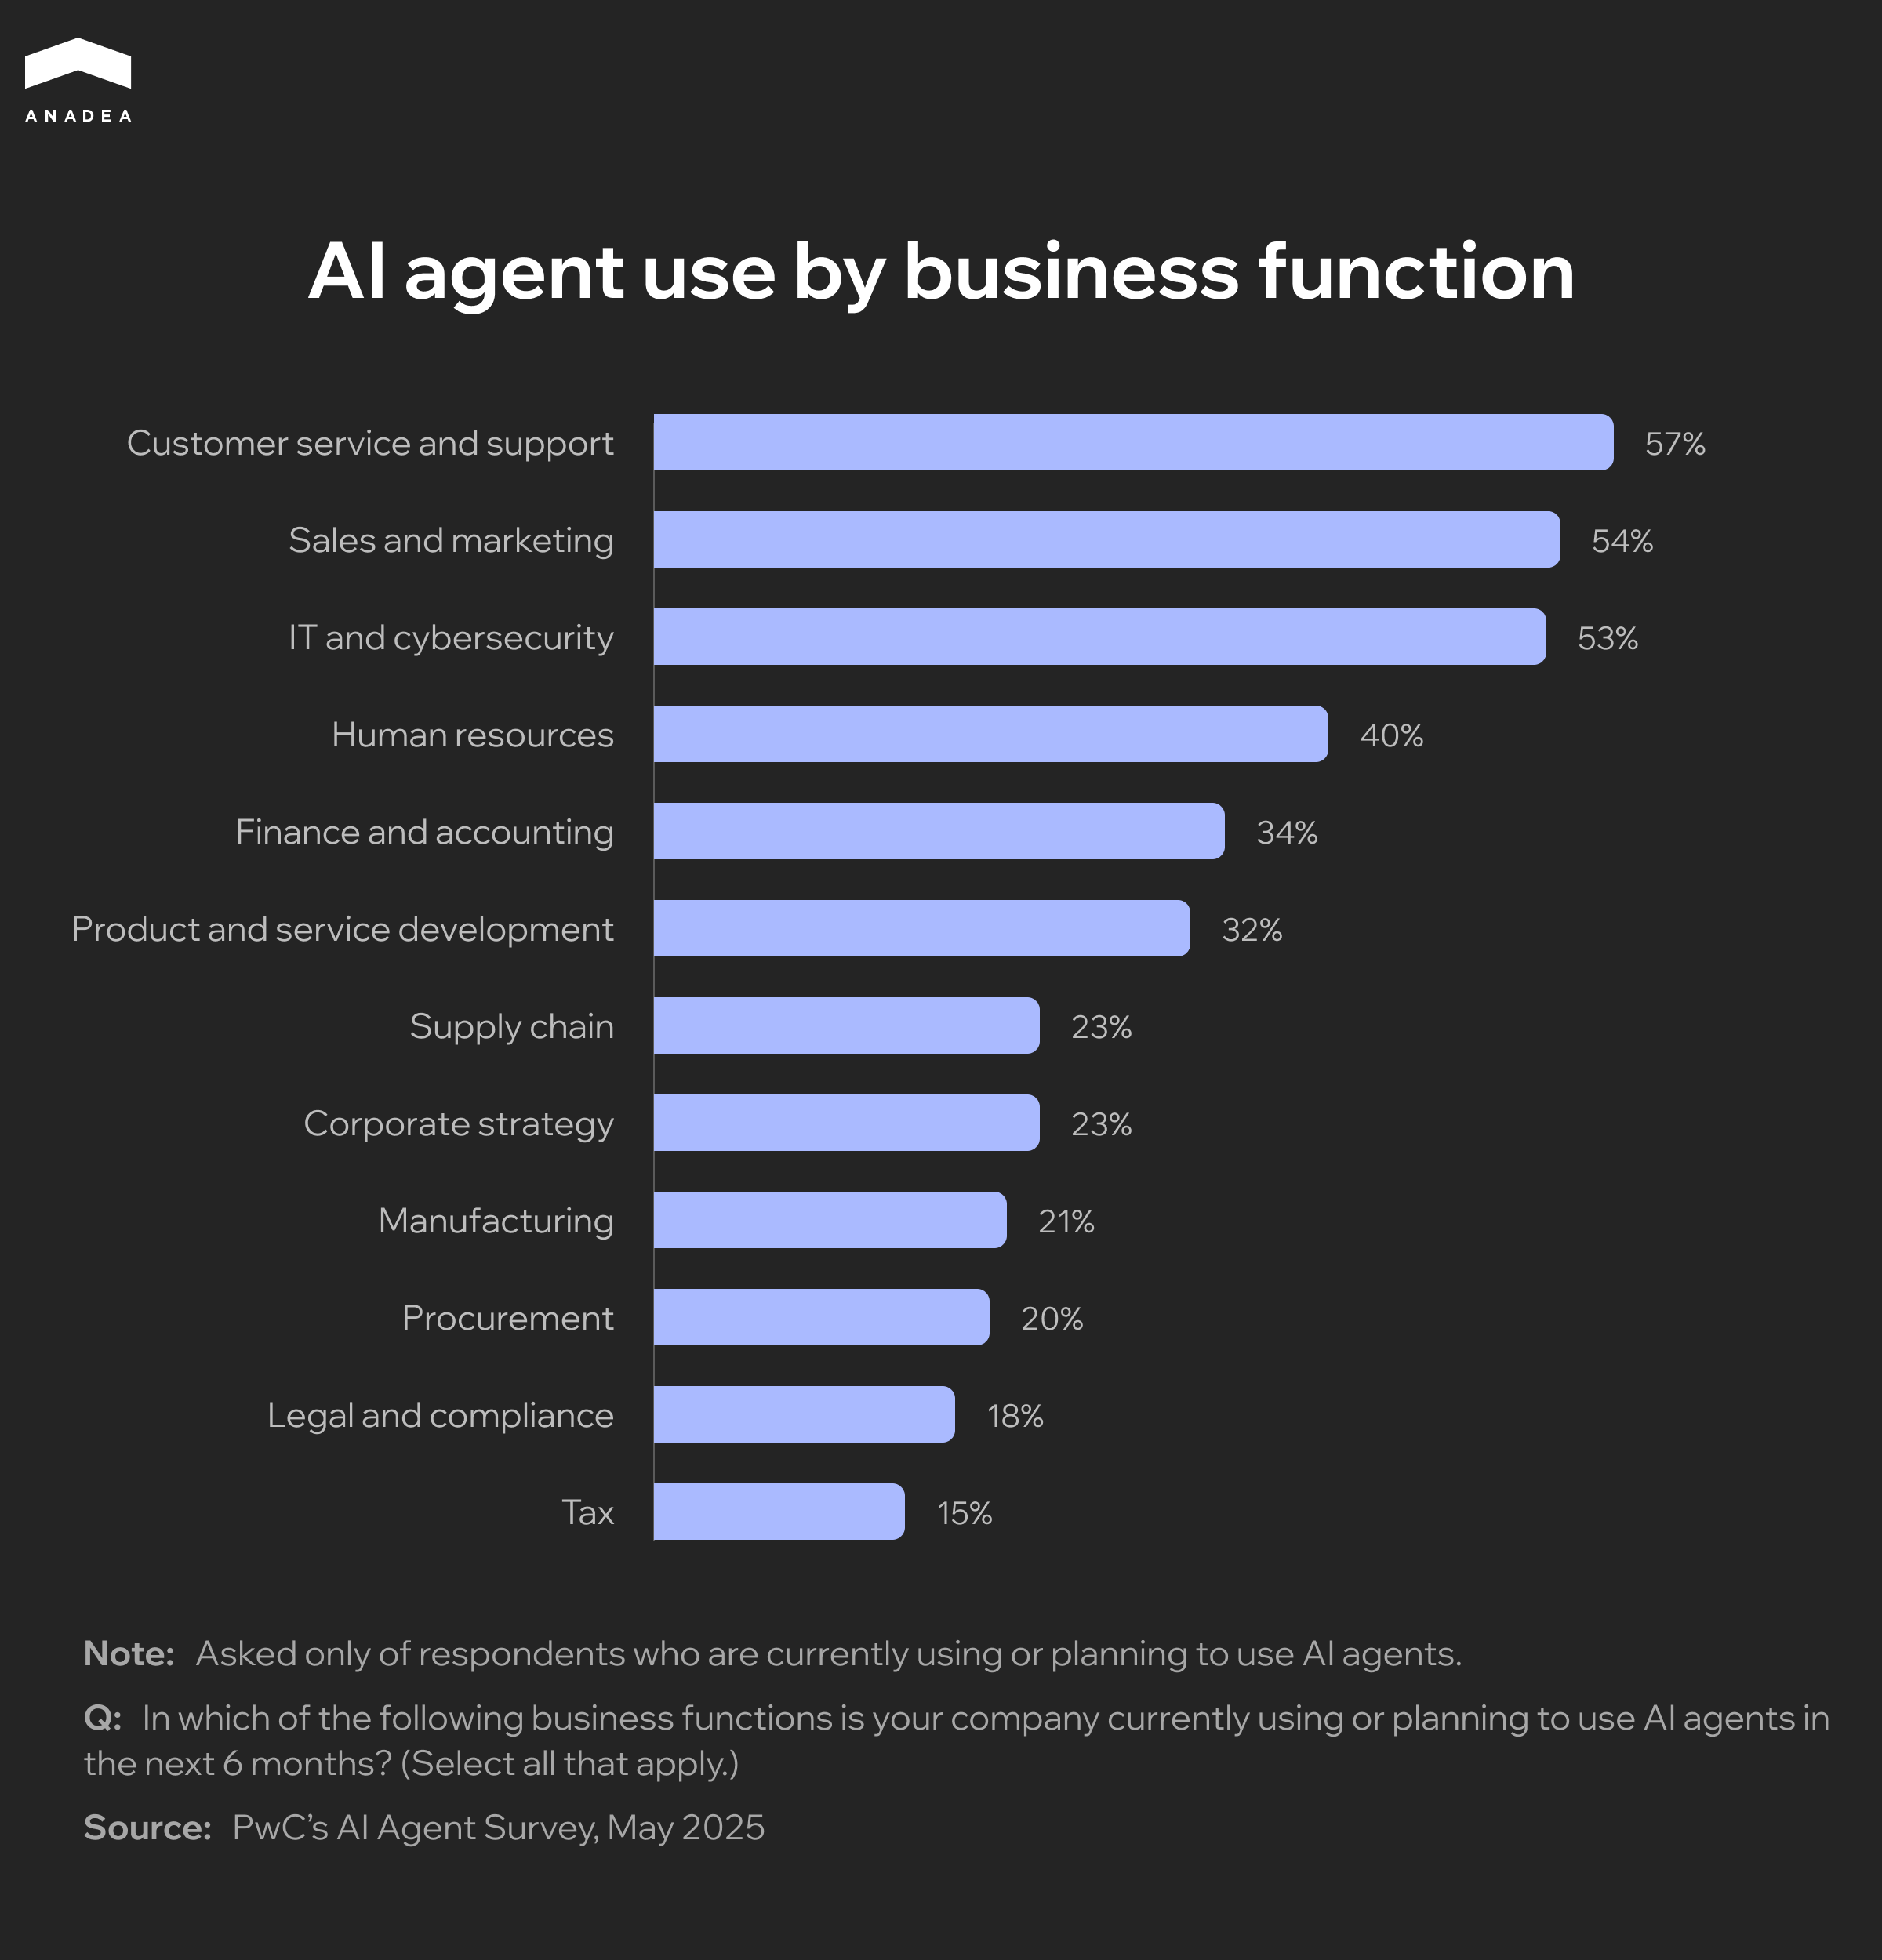 ANADEA
AI agent use by business function
Customer service and support 57%
Sales and marketing 54%
IT and cybersecurity 53%
Human resources 40%
Finance and accounting 34%
Product and service development 32%
Supply chain 23%
Corporate strategy 23%
Manufacturing 21%
Procurement 20%
Legal and compliance 18%
Tax 15%
Note: Asked only of respondents who are currently using or planning to use AI agents.
Q: In which of the following business functions is your company currently using or planning to use AI agents in
the next 6 months? (Select all that apply.)
Source: PwC’s AI Agent Survey, May 2025